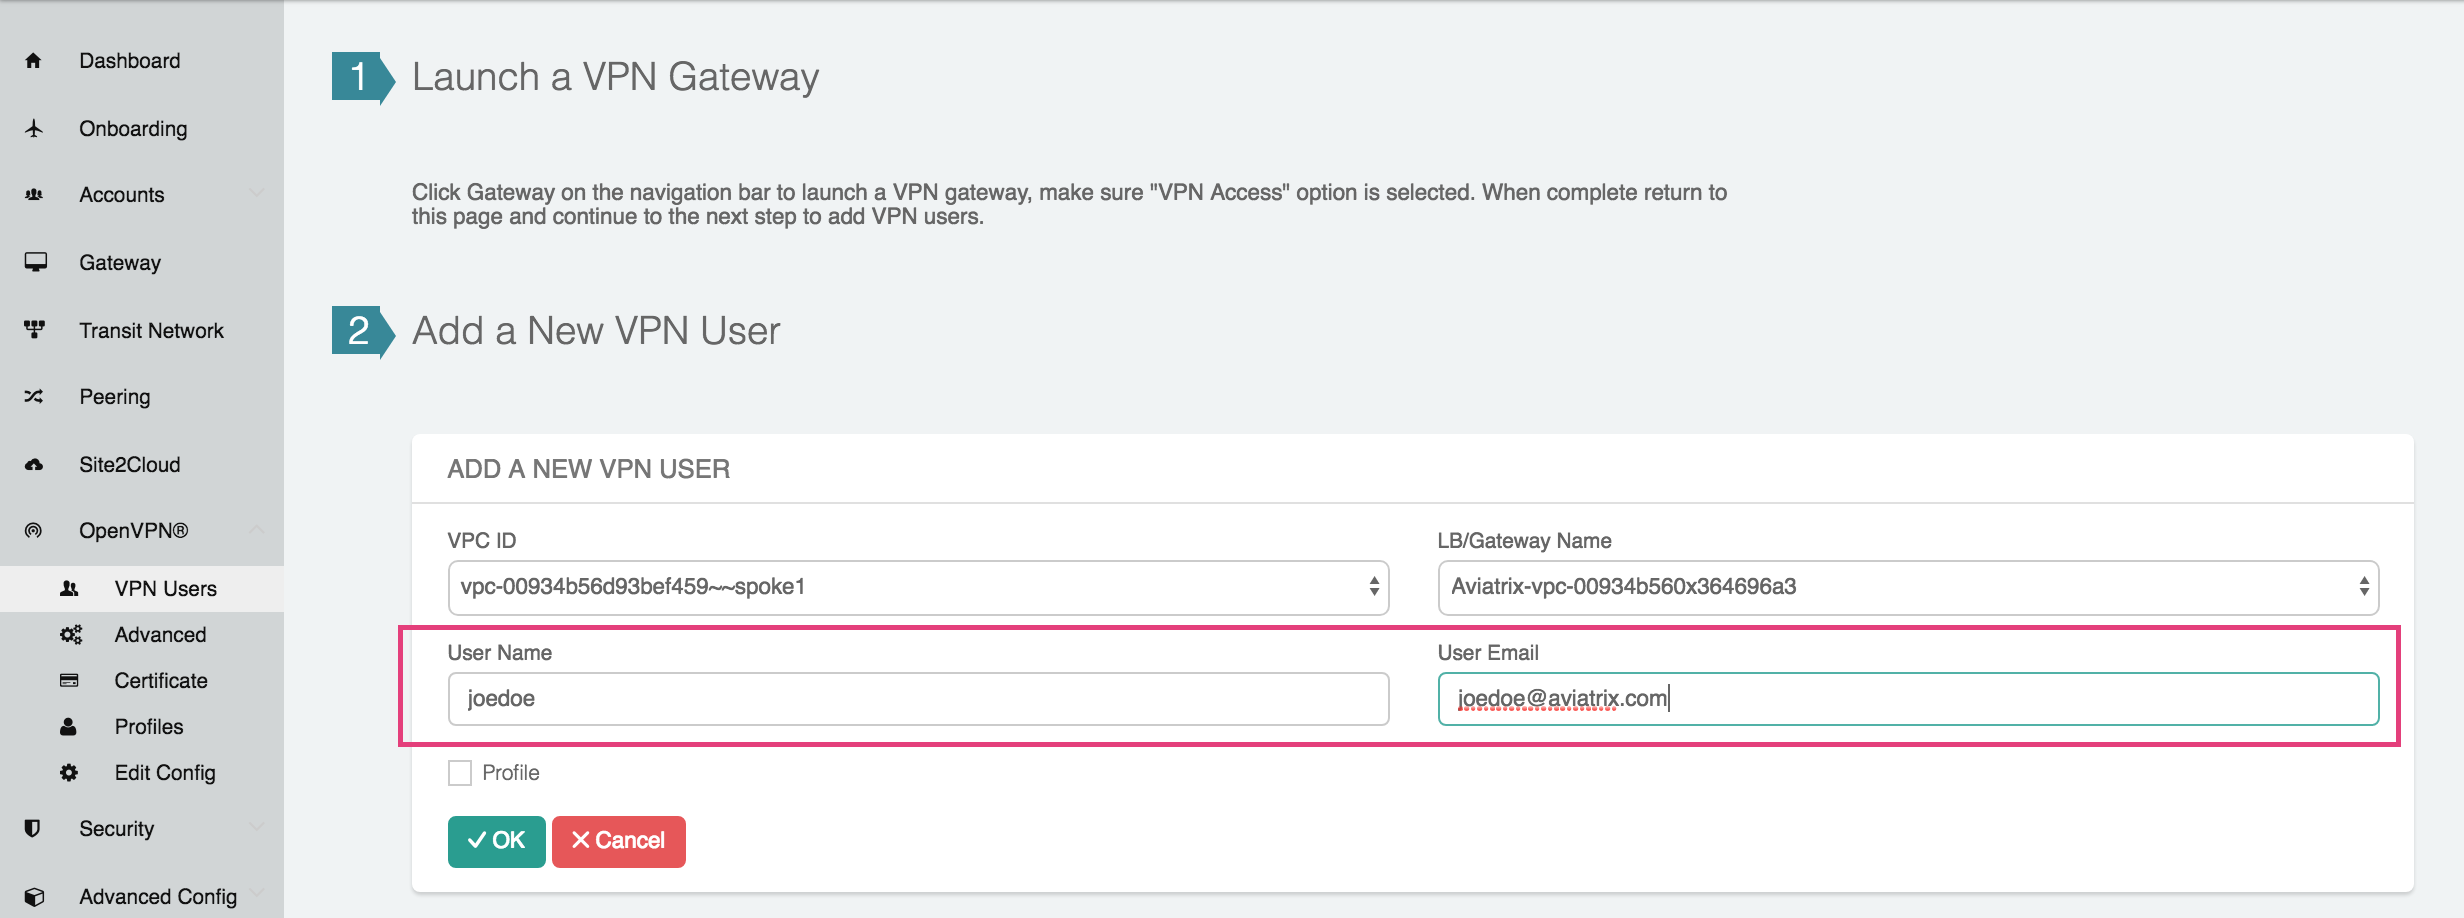 Dashboard
Onboarding
Accounts
Gateway
Transit Network
Peering
Site2Cloud
OpenVPN®
VPN Users
Advanced
Certificate
Profiles
Edit Config
Security
Advanced Config
1 Launch a VPN Gateway
Click Gateway on the navigation bar to launch a VPN gateway, make sure "VPN Access" option is selected. When complete return to
this page and continue to the next step to add VPN users.
2 Add a New VPN User
ADD A NEW VPN USER
VPC ID
vpc-00934b56d93bef459~~spoke1
LB/Gateway Name
Aviatrix-vpc-00934b560x364696a3
User Name
joedoe
User Email
joedoe@aviatrix.com
Profile
OK
Cancel